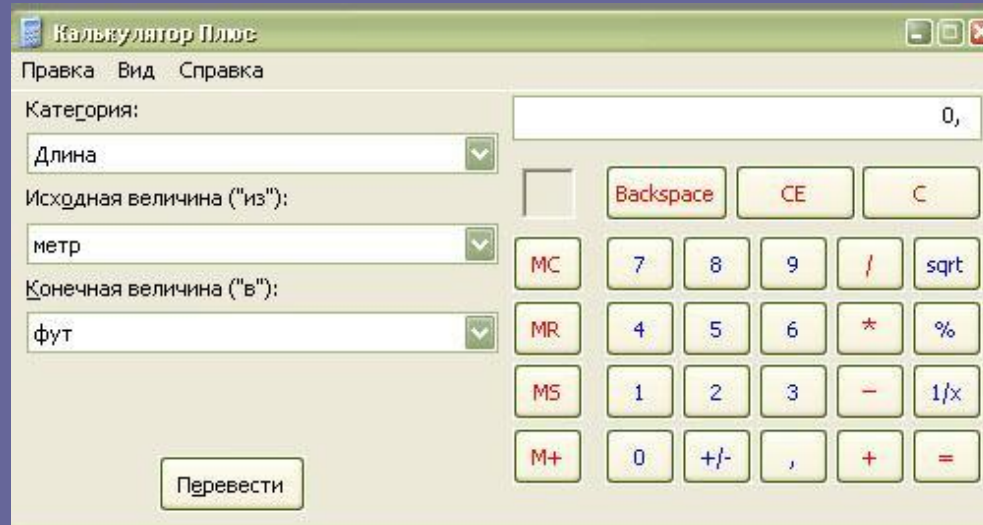 Калькулятор Плюс
Правка Вид Справка
Категория:
Длина
Исходная величина ("из"):
метр
Конечная величина ("в"):
фут
Перевести
0,
Backspace CE C
MC 7 8 9 / sqrt
MR 4 5 6 * %
MS 1 2 3 − 1/x
M+ 0 +/- , + =